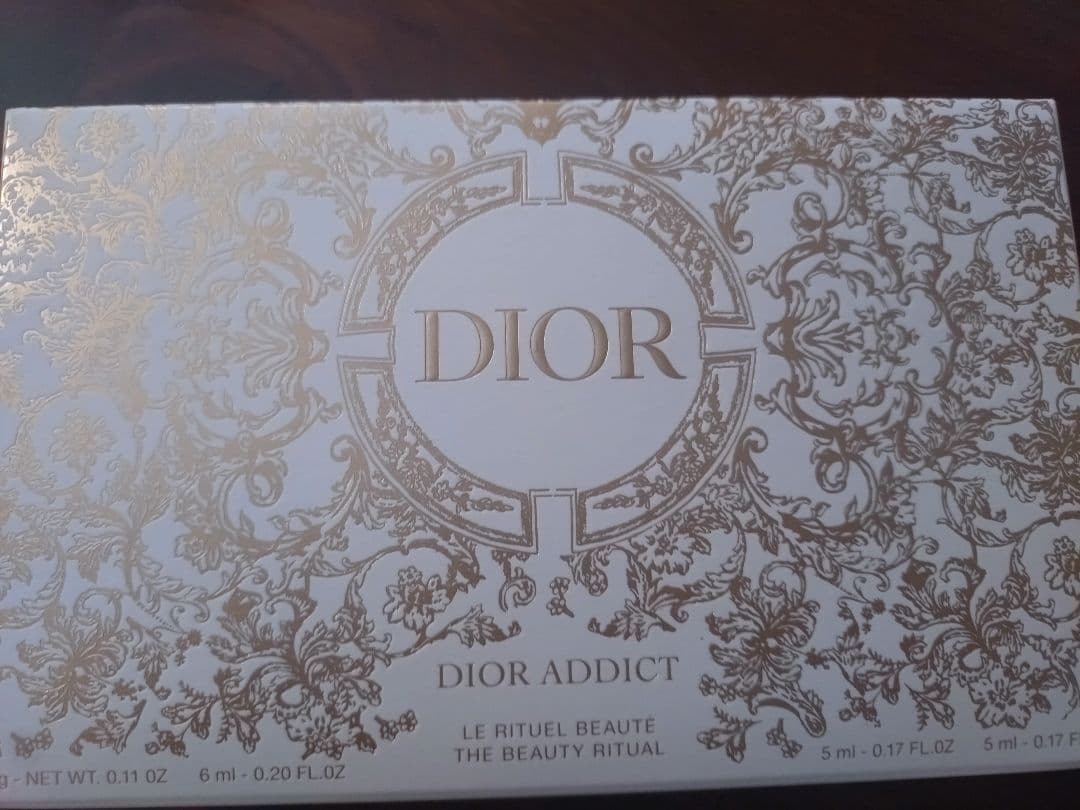 DIOR
DIOR ADDICT
LE RITUEL BEAUTÉ
THE BEAUTY RITUAL
g - NET WT. 0.11 OZ 6 ml - 0.20 FL.OZ 5 ml - 0.17 FL.OZ 5 ml - 0.17 F